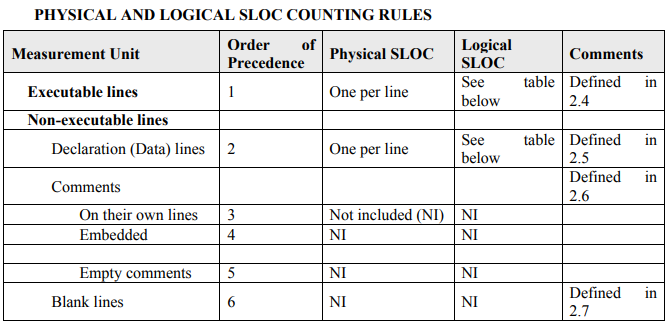 PHYSICAL AND LOGICAL SLOC COUNTING RULES
Measurement Unit Order of Precedence Physical SLOC Logical SLOC Comments
Executable lines 1 One per line See table below Defined in 2.4
Non-executable lines
Declaration (Data) lines 2 One per line See table below Defined in 2.5
Comments Defined in 2.6
On their own lines 3 Not included (NI) NI
Embedded 4 NI NI
Empty comments 5 NI NI
Blank lines 6 NI NI Defined in 2.7